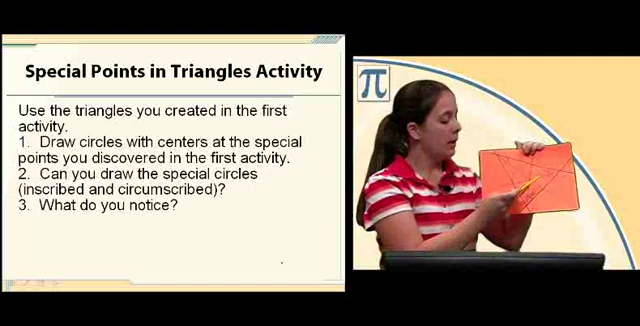 Special Points in Triangles Activity
Use the triangles you created in the first
activity.
1. Draw circles with centers at the special
points you discovered in the first activity.
2. Can you draw the special circles
(inscribed and circumscribed)?
3. What do you notice?
π